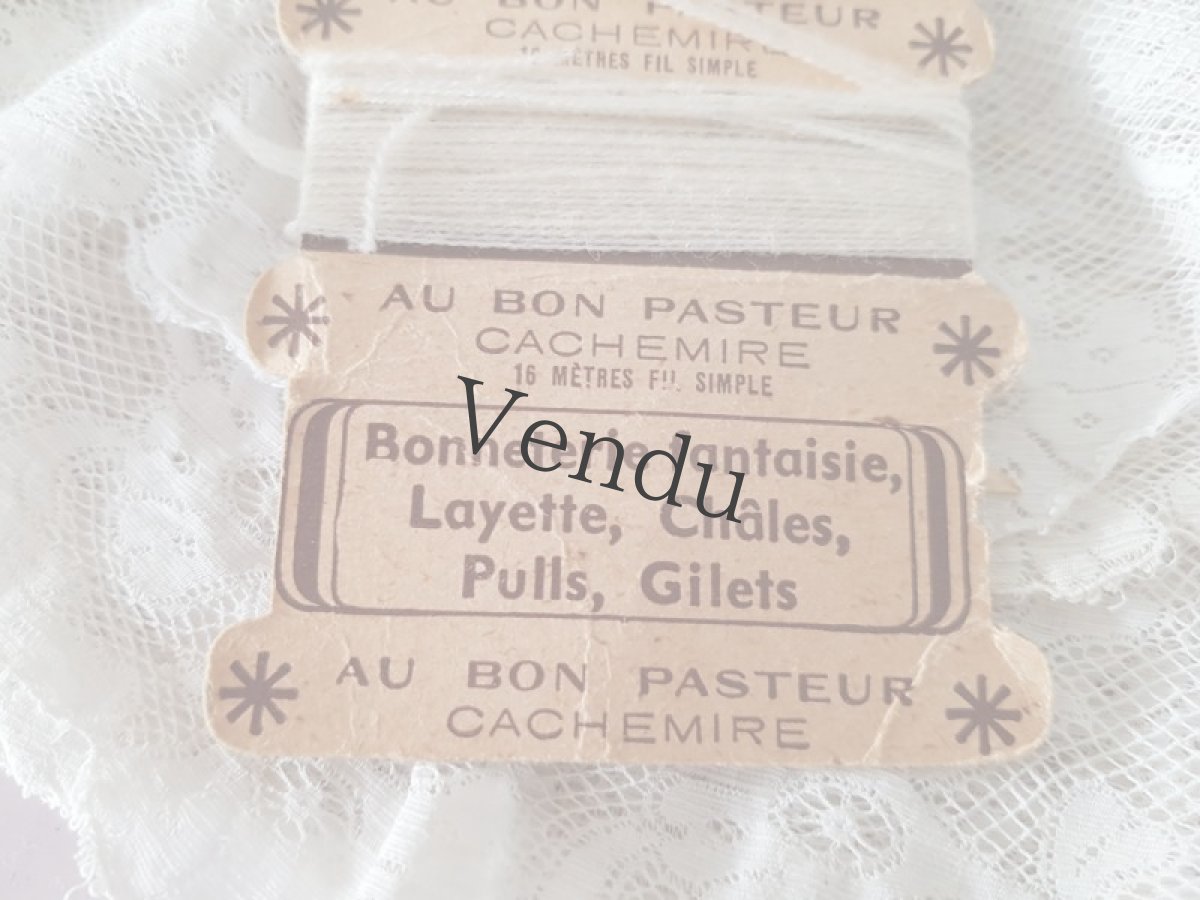 AU BON PASTEUR
CACHEMIRE
16 MÈTRES FIL SIMPLE
AU BON PASTEUR
CACHEMIRE
16 MÈTRES FIL SIMPLE
Bonneterie fantaisie,
Layette, Châles,
Pulls, Gilets
Vendu
AU BON PASTEUR
CACHEMIRE